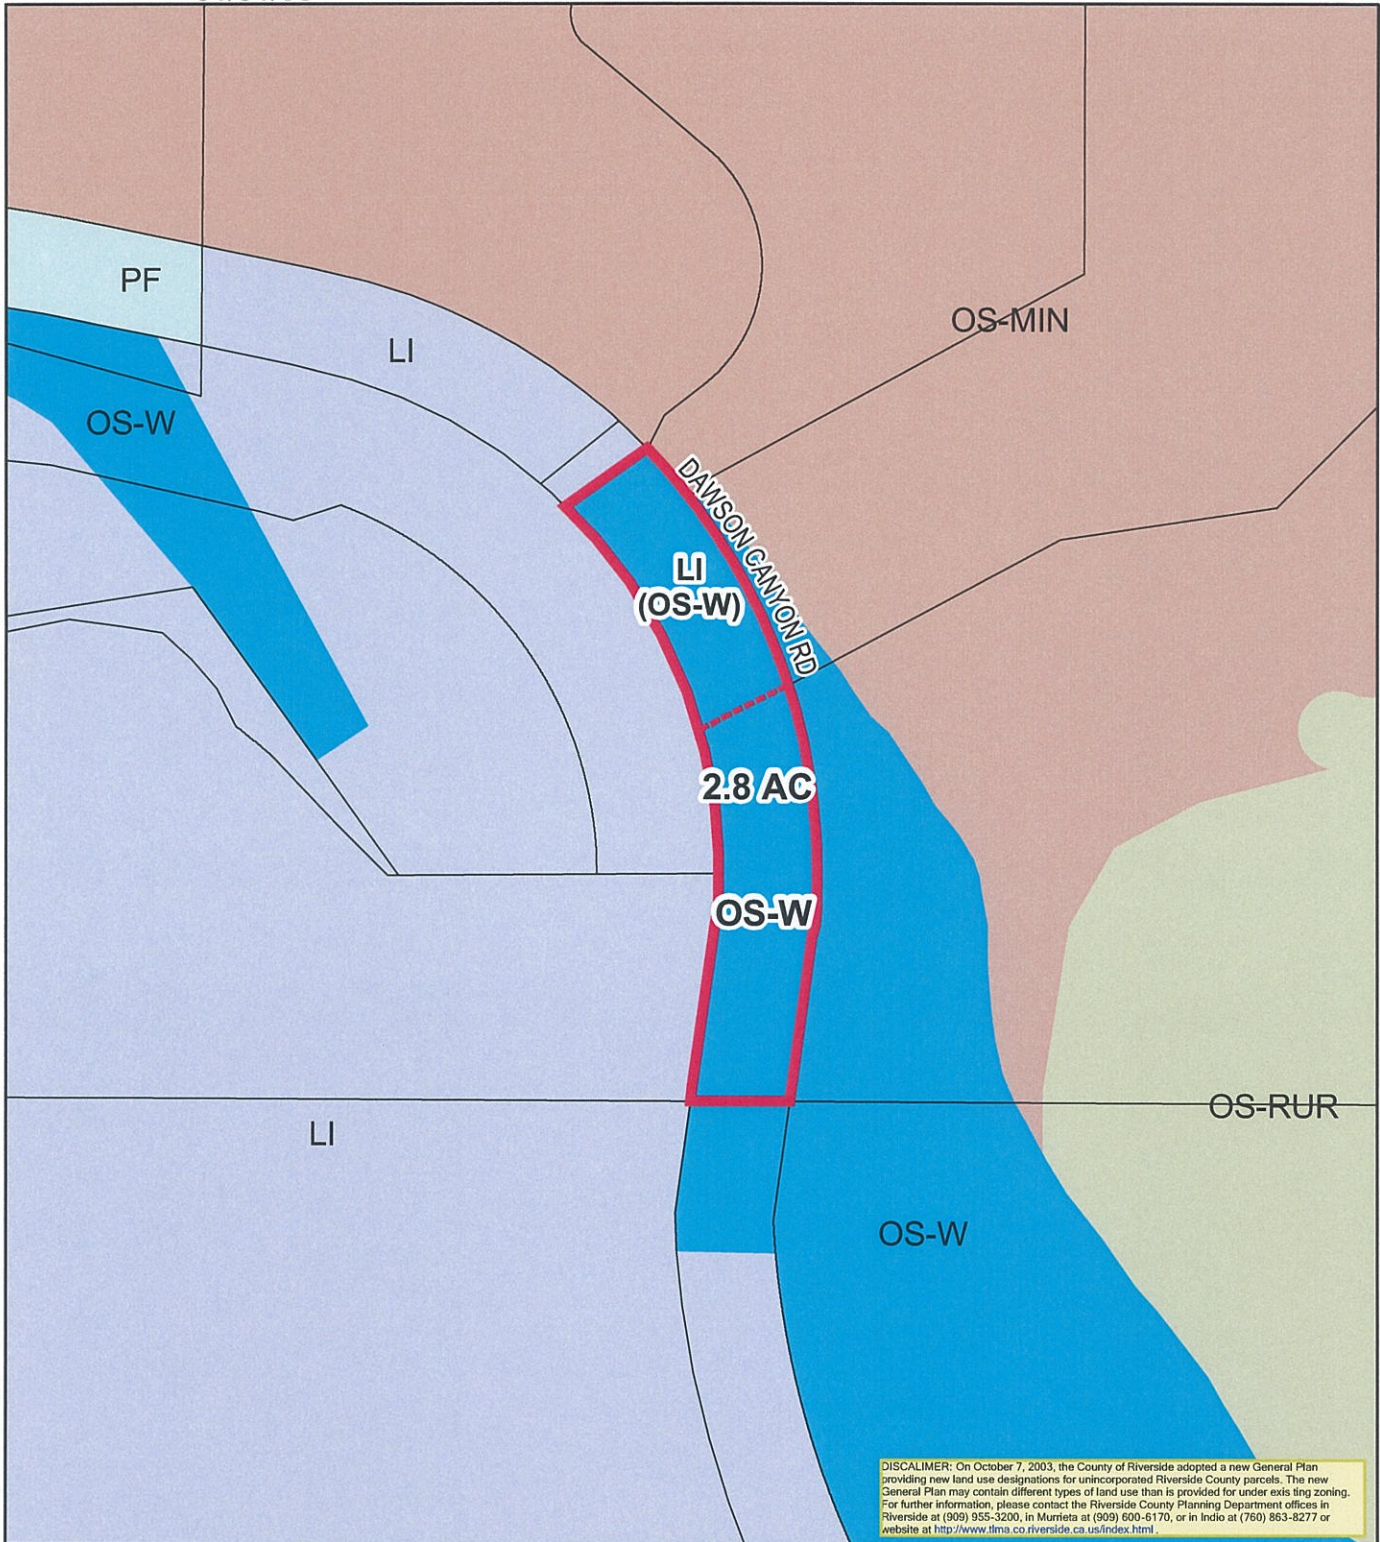 PF
LI
OS-MIN
OS-W
DAWSON CANYON RD
LI
(OS-W)
2.8 AC
OS-W
OS-RUR
LI
OS-W
DISCALIMER: On October 7, 2003, the County of Riverside adopted a new General Plan
providing new land use designations for unincorporated Riverside County parcels. The new
General Plan may contain different types of land use than is provided for under exis ting zoning.
For further information, please contact the Riverside County Planning Department offices in
Riverside at (909) 955-3200, in Murrieta at (909) 600-6170, or in Indio at (760) 863-8277 or
website at http://www.tlma.co.riverside.ca.us/index.html .